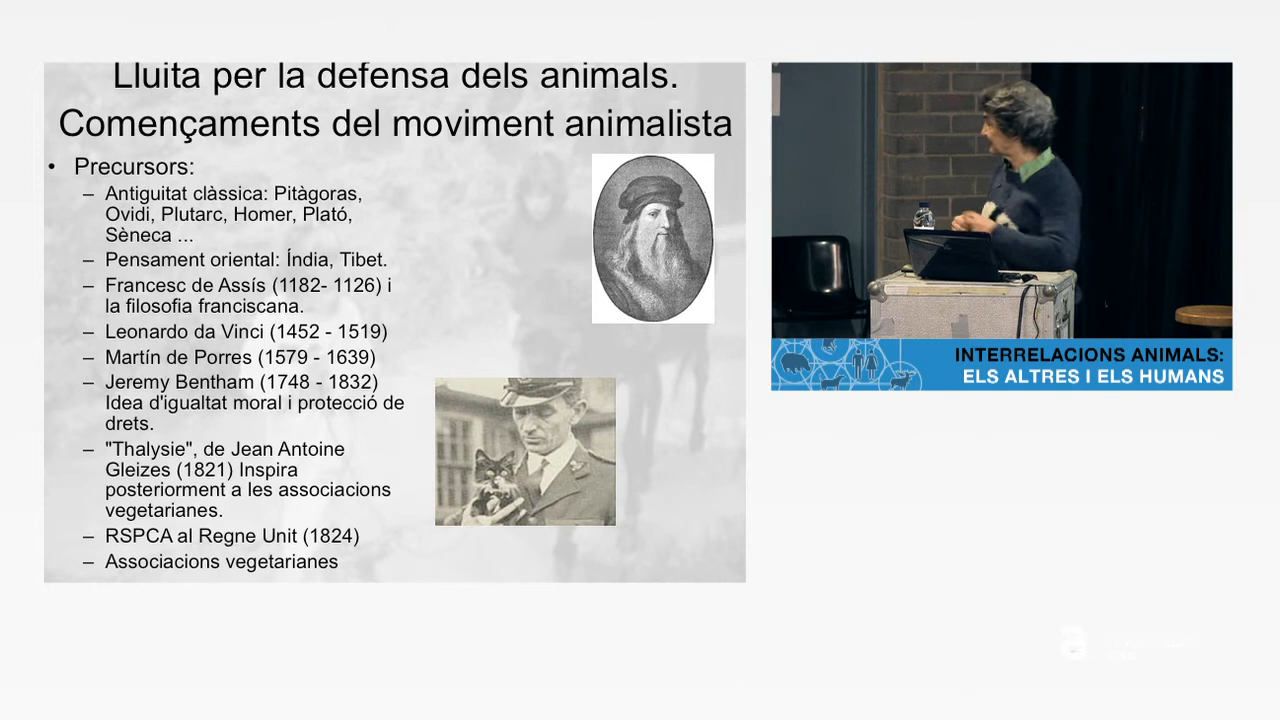 Lluita per la defensa dels animals.
Començaments del moviment animalista
• Precursors:
– Antiguitat clàssica: Pitàgoras,
Ovidi, Plutarc, Homer, Plató,
Sèneca ...
– Pensament oriental: Índia, Tibet.
– Francesc de Assís (1182- 1126) i
la filosofia franciscana.
– Leonardo da Vinci (1452 - 1519)
– Martín de Porres (1579 - 1639)
– Jeremy Bentham (1748 - 1832)
Idea d'igualtat moral i protecció de
drets.
– "Thalysie", de Jean Antoine
Gleizes (1821) Inspira
posteriorment a les associacions
vegetarianes.
– RSPCA al Regne Unit (1824)
– Associacions vegetarianes
INTERRELACIONS ANIMALS:
ELS ALTRES I ELS HUMANS